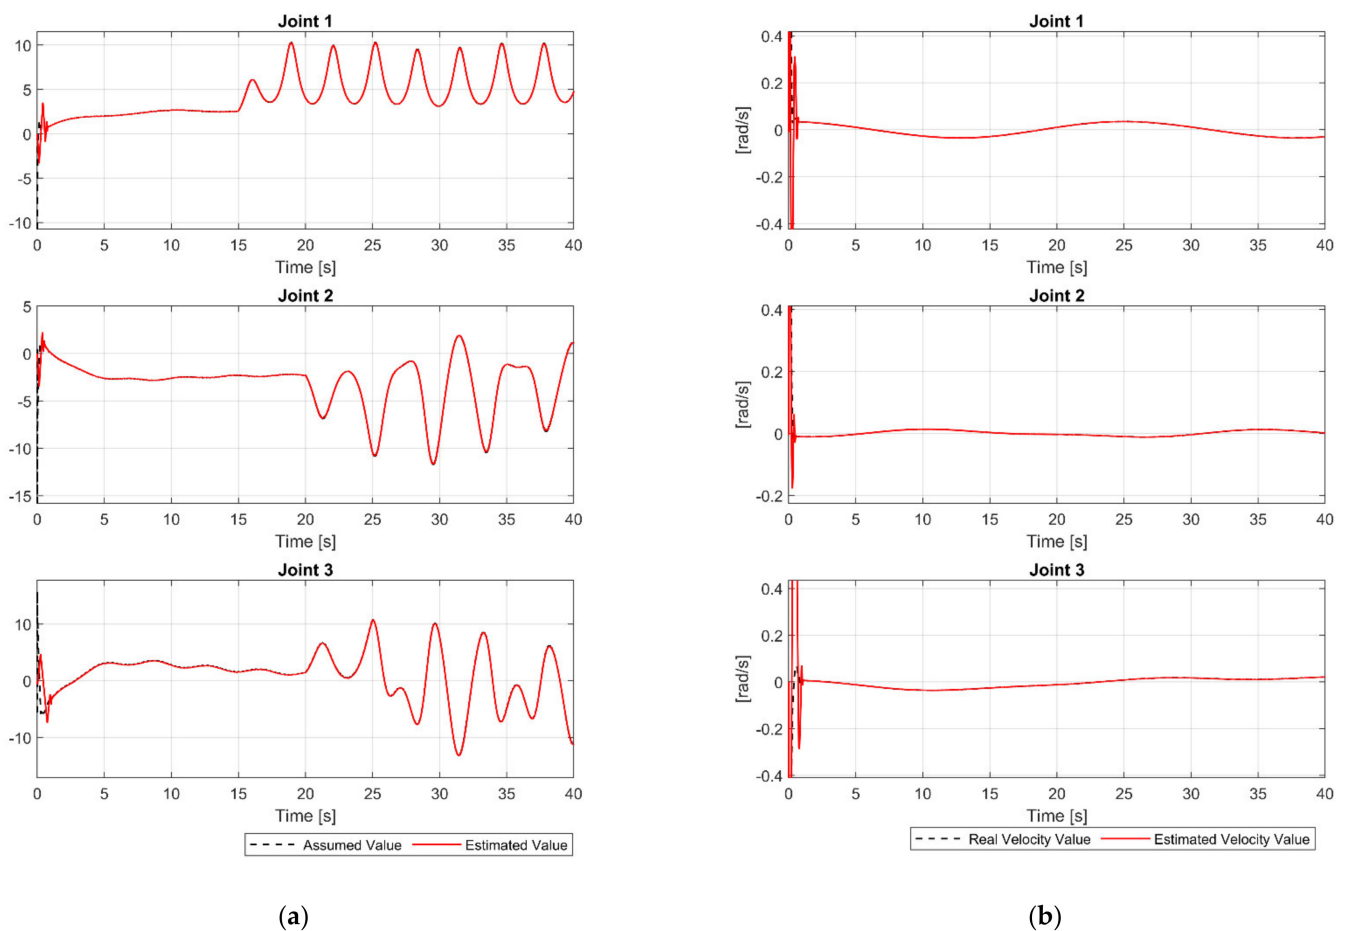 Joint 1
10
5
0
-5
-10
0 5 10 15 20 25 30 35 40
Time [s]
Joint 2
5
0
-5
-10
-15
0 5 10 15 20 25 30 35 40
Time [s]
Joint 3
10
0
-10
0 5 10 15 20 25 30 35 40
Time [s]
Assumed Value Estimated Value
(a)
Joint 1
0.4
0.2
0
-0.2
-0.4
[rad/s]
0 5 10 15 20 25 30 35 40
Time [s]
Joint 2
0.4
0.2
0
-0.2
[rad/s]
0 5 10 15 20 25 30 35 40
Time [s]
Joint 3
0.4
0.2
0
-0.2
-0.4
[rad/s]
0 5 10 15 20 25 30 35 40
Time [s]
Real Velocity Value Estimated Velocity Value
(b)